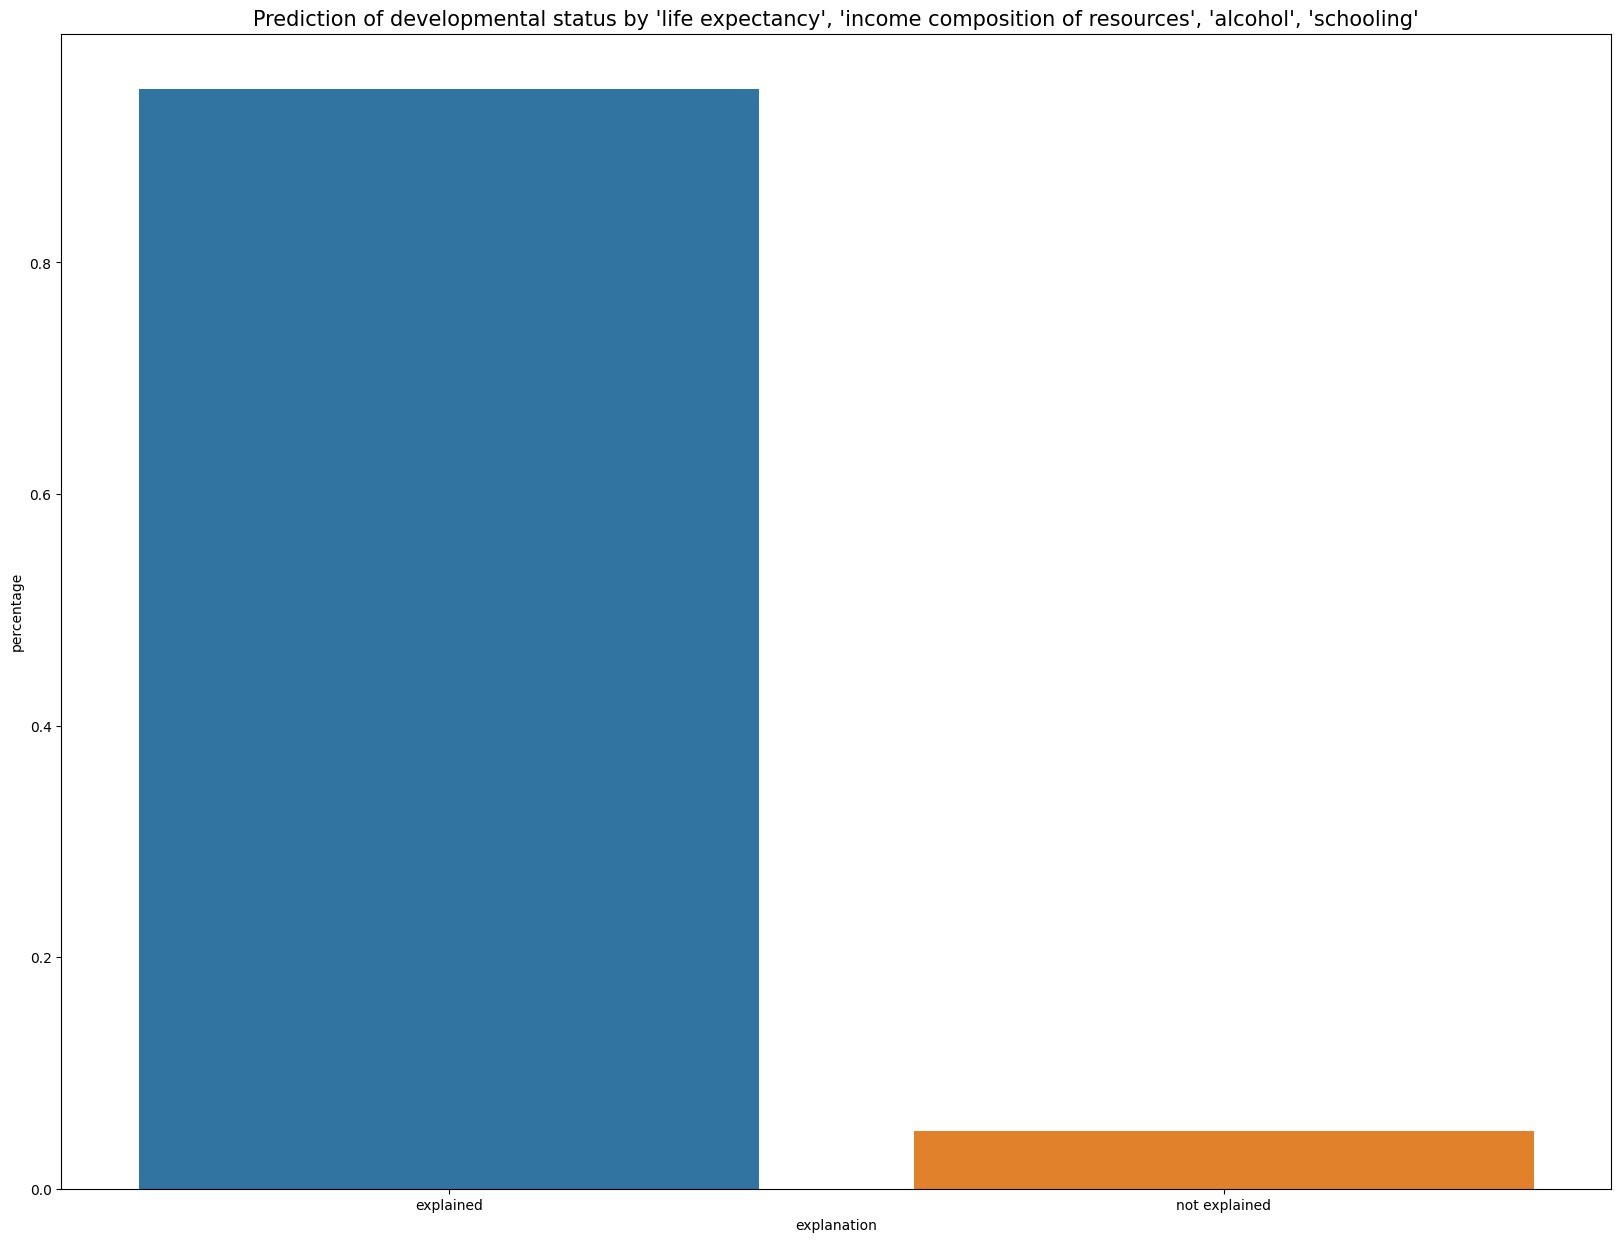 Prediction of developmental status by 'life expectancy', 'income composition of resources', 'alcohol', 'schooling'
0.8
0.6
0.4
0.2
0.0
percentage
explained
not explained
explanation